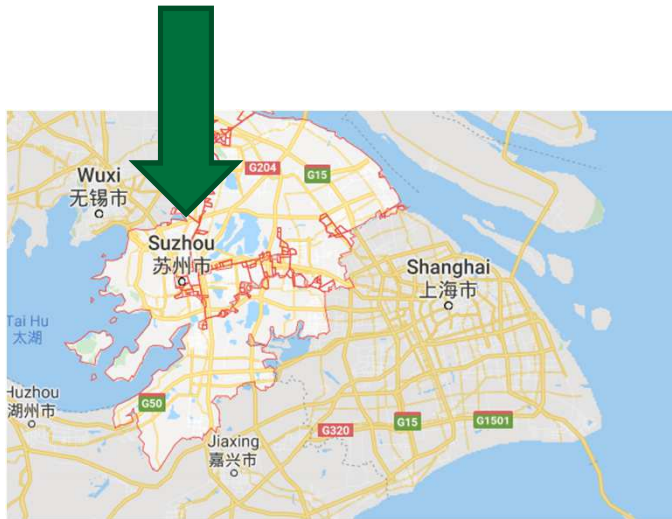 G204
G15
Wuxi
无锡市
Suzhou
苏州市
Shanghai
上海市
Tai Hu
太湖
Huzhou
湖州市
G50
G320
G15
G1501
Jiaxing
嘉兴市